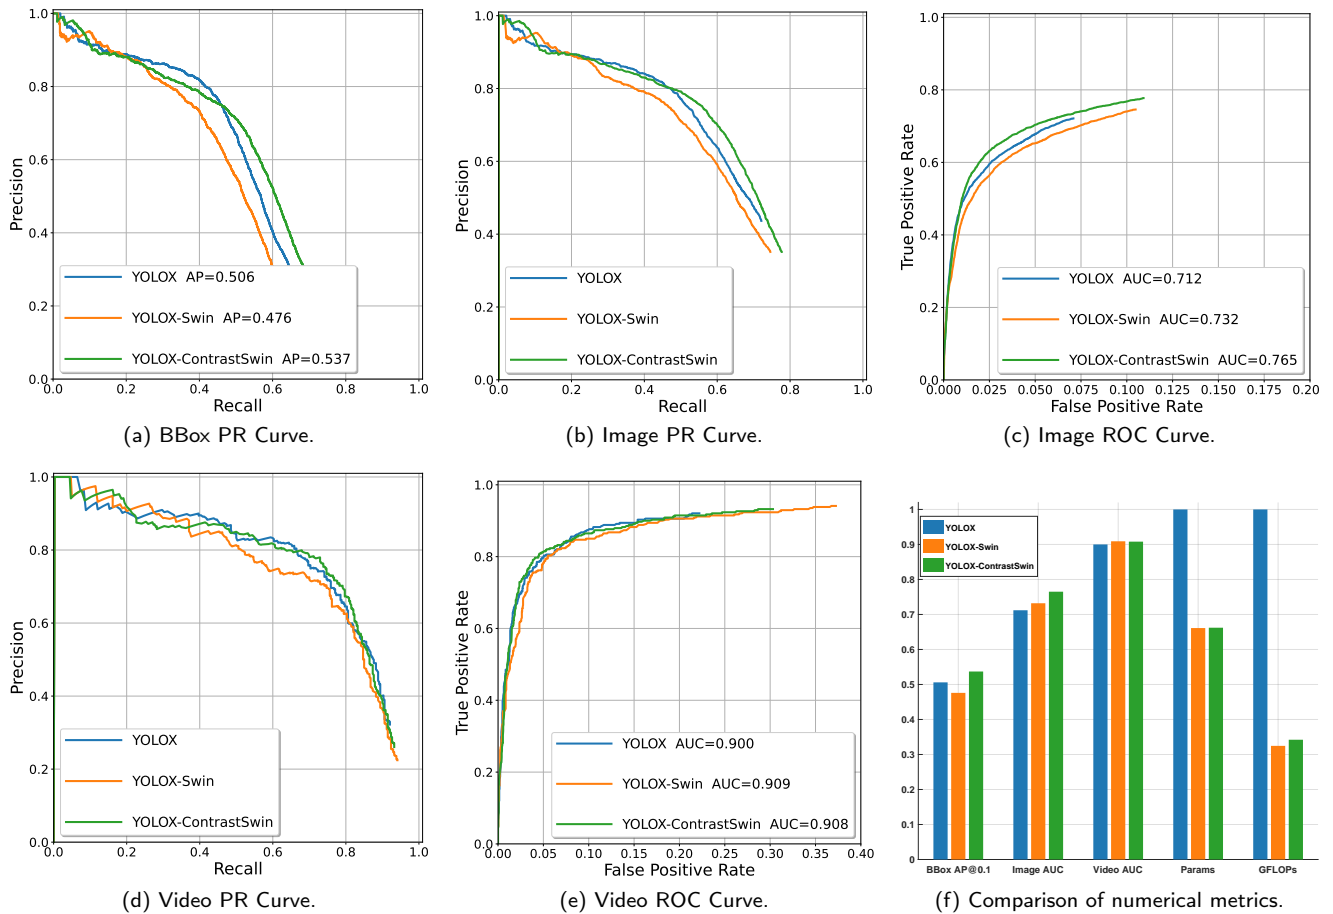 1.0
0.8
0.6
0.4
0.2
0.0
Precision
YOLOX AP=0.506
YOLOX-Swin AP=0.476
YOLOX-ContrastSwin AP=0.537
0.0 0.2 0.4 0.6 0.8 1.0
Recall
(a) BBox PR Curve.
1.0
0.8
0.6
0.4
0.2
0.0
Precision
YOLOX
YOLOX-Swin
YOLOX-ContrastSwin
0.0 0.2 0.4 0.6 0.8 1.0
Recall
(b) Image PR Curve.
1.0
0.8
0.6
0.4
0.2
0.0
True Positive Rate
YOLOX AUC=0.712
YOLOX-Swin AUC=0.732
YOLOX-ContrastSwin AUC=0.765
0.000 0.025 0.050 0.075 0.100 0.125 0.150 0.175 0.20
False Positive Rate
(c) Image ROC Curve.
1.0
0.8
0.6
0.4
0.2
0.0
Precision
YOLOX
YOLOX-Swin
YOLOX-ContrastSwin
0.0 0.2 0.4 0.6 0.8 1.0
Recall
(d) Video PR Curve.
1.0
0.8
0.6
0.4
0.2
0.0
True Positive Rate
YOLOX AUC=0.900
YOLOX-Swin AUC=0.909
YOLOX-ContrastSwin AUC=0.908
0.00 0.05 0.10 0.15 0.20 0.25 0.30 0.35 0.40
False Positive Rate
(e) Video ROC Curve.
1
0.9
0.8
0.7
0.6
0.5
0.4
0.3
0.2
0.1
0
YOLOX
YOLOX-Swin
YOLOX-ContrastSwin
BBox AP@0.1 Image AUC Video AUC Params GFLOPs
(f) Comparison of numerical metrics.